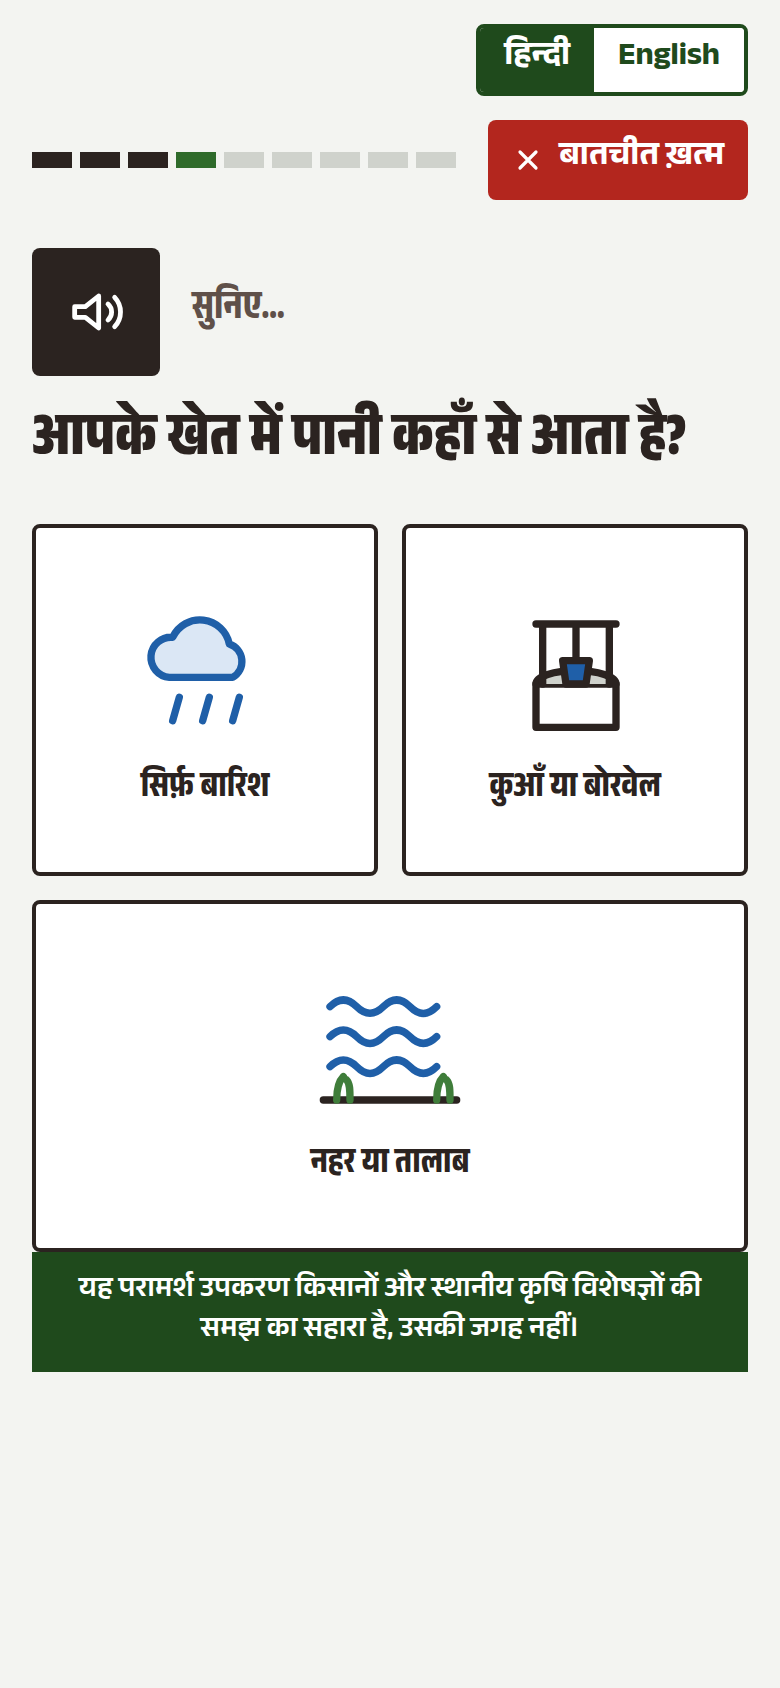 हिन्दी English
बातचीत ख़त्म
सुनिए...
आपके खेत में पानी कहाँ से आता है?
सिर्फ़ बारिश
कुआँ या बोरवेल
नहर या तालाब
यह परामर्श उपकरण किसानों और स्थानीय कृषि विशेषज्ञों की
समझ का सहारा है, उसकी जगह नहीं।